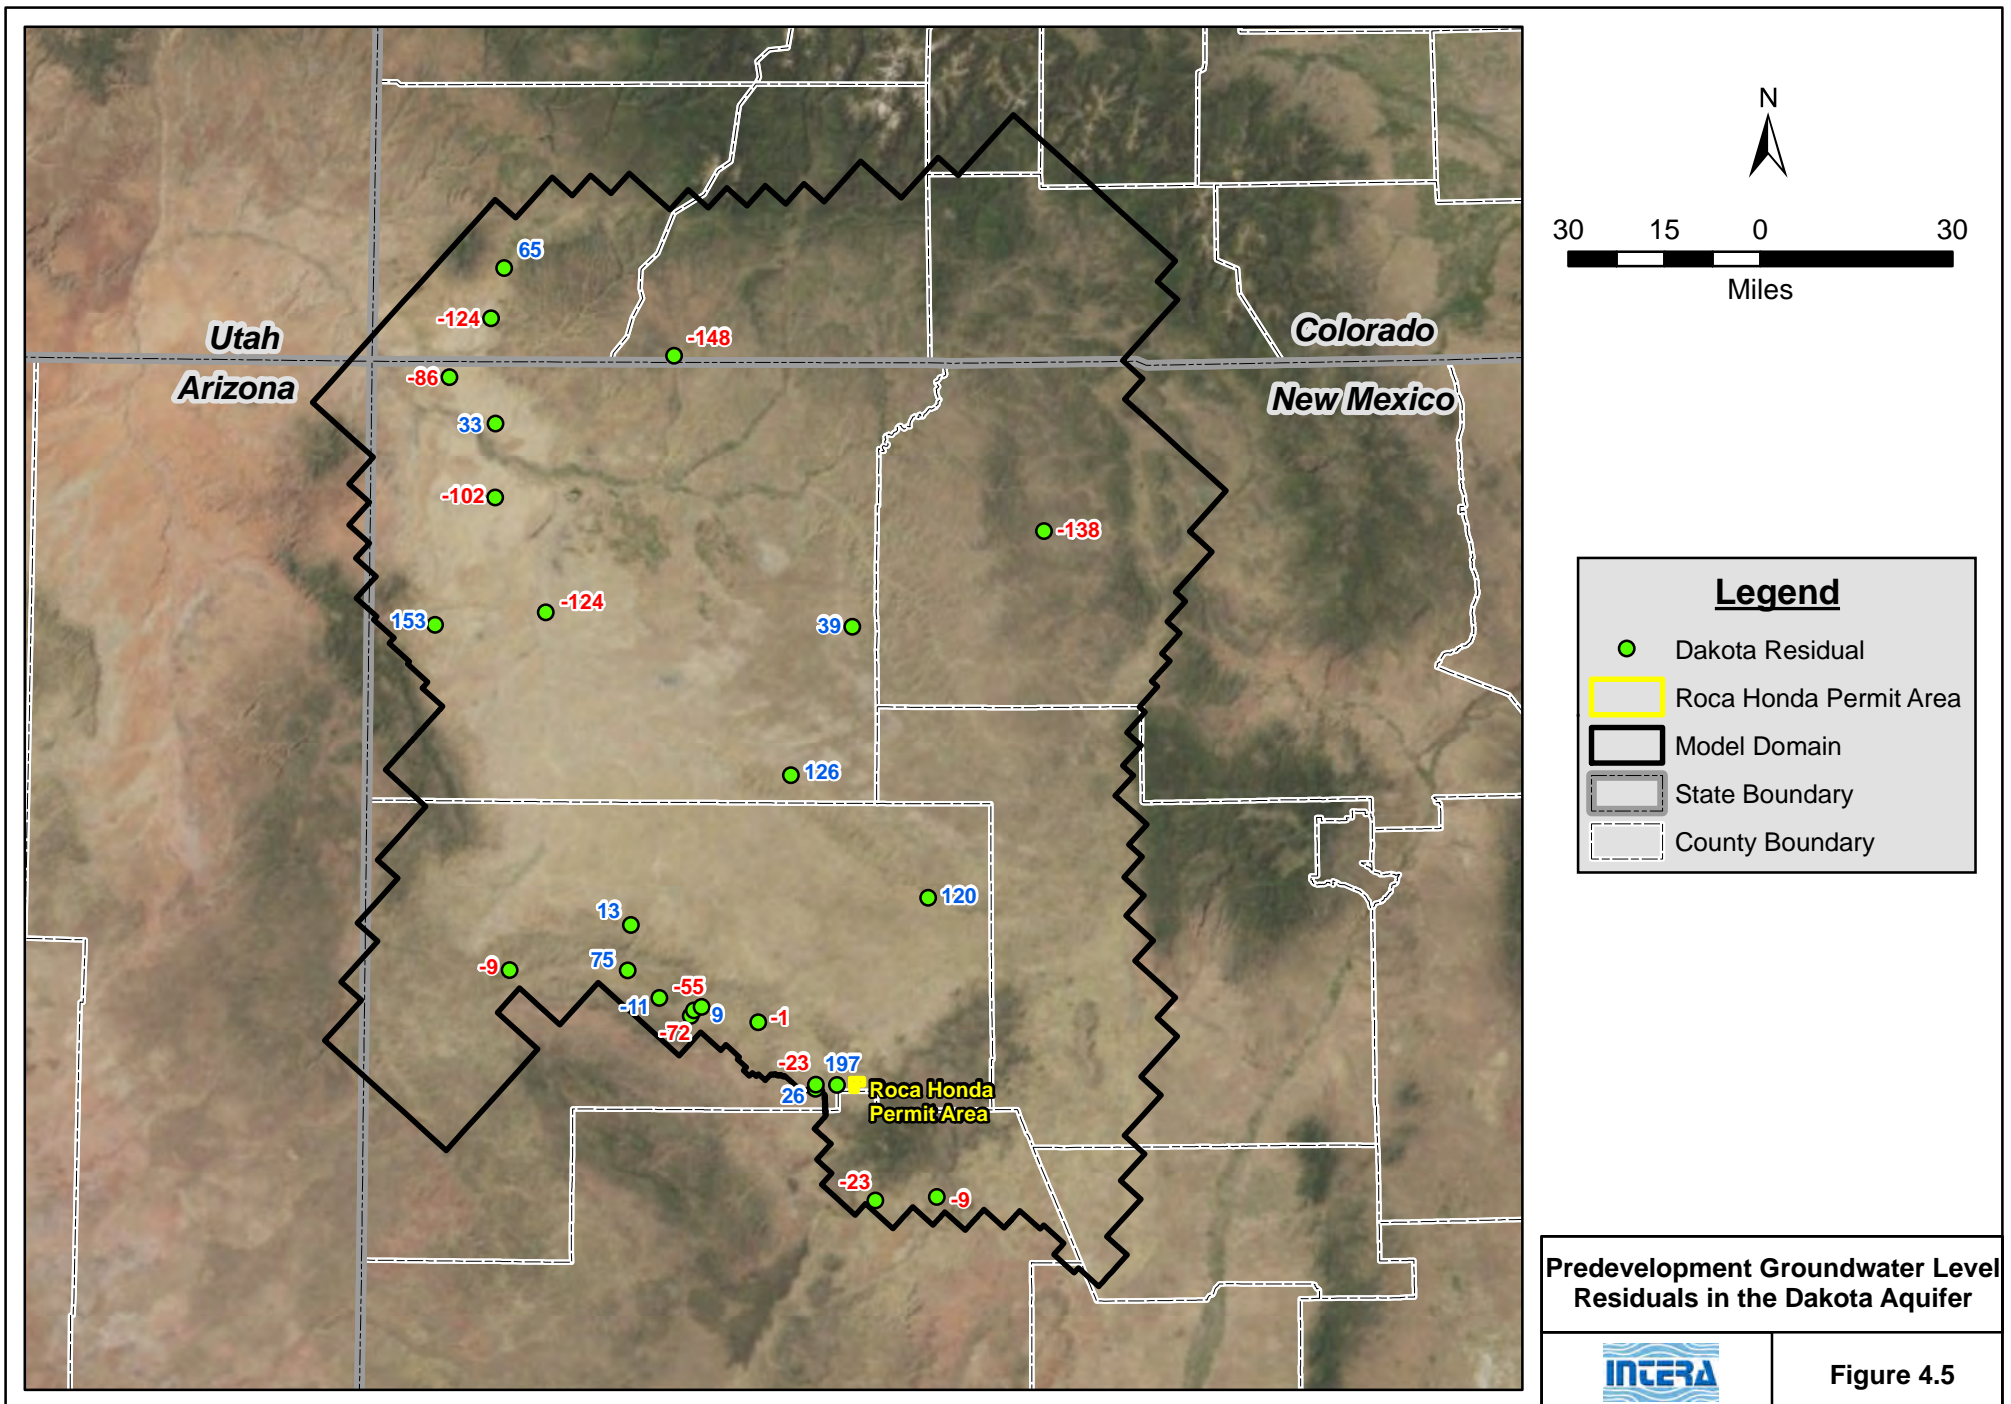 65
-124
-148
Utah
Colorado
-86
Arizona
New Mexico
33
-102
-138
-124
153
39
126
120
13
75
-9
-55
-11
9
-1
-72
-23
197
26
Roca Honda
Permit Area
-23
-9
N
30 15 0 30
Miles
Legend
Dakota Residual
Roca Honda Permit Area
Model Domain
State Boundary
County Boundary
Predevelopment Groundwater Level
Residuals in the Dakota Aquifer
INTERA
Figure 4.5